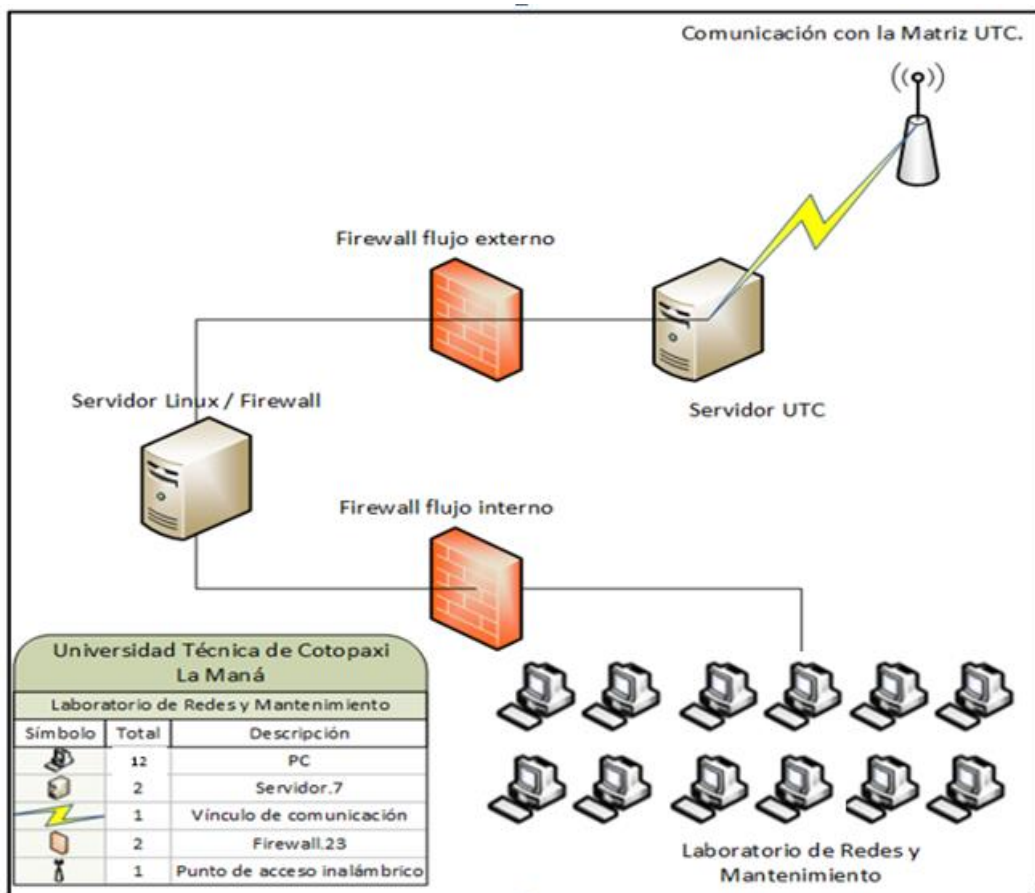 Comunicación con la Matriz UTC.
Firewall flujo externo
Servidor Linux / Firewall
Servidor UTC
Firewall flujo interno
Universidad Técnica de Cotopaxi
La Maná
Laboratorio de Redes y Mantenimiento
Símbolo Total Descripción
12 PC
2 Servidor.7
1 Vínculo de comunicación
2 Firewall.23
1 Punto de acceso inalámbrico
Laboratorio de Redes y
Mantenimiento